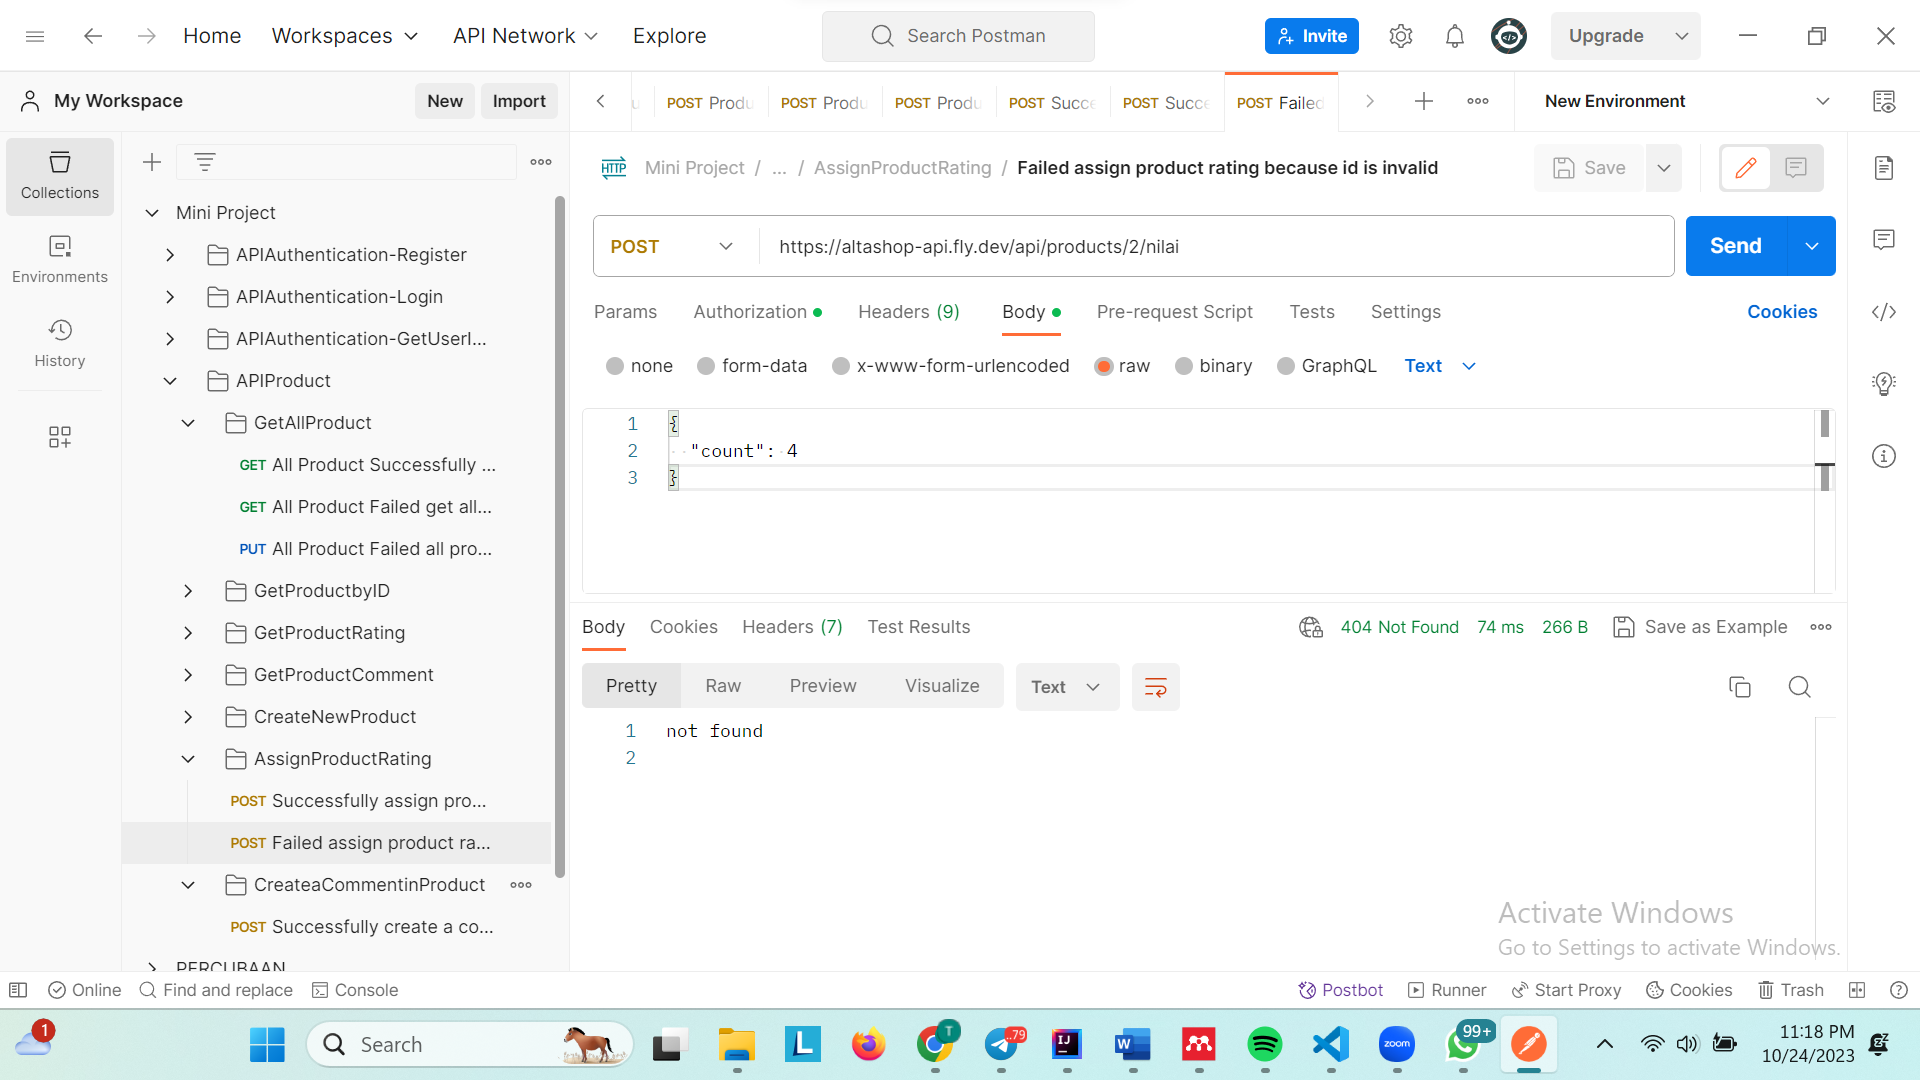 Home
Workspaces
API Network
Explore
Search Postman
Invite
Upgrade
My Workspace
New
Import
POST Produ
POST Produ
POST Produ
POST Succe
POST Succe
POST Failed
New Environment
Collections
Environments
History
Mini Project
APIAuthentication-Register
APIAuthentication-Login
APIAuthentication-GetUserI...
APIProduct
GetAllProduct
GET All Product Successfully ...
GET All Product Failed get all...
PUT All Product Failed all pro...
GetProductbyID
GetProductRating
GetProductComment
CreateNewProduct
AssignProductRating
POST Successfully assign pro...
POST Failed assign product ra...
CreateaCommentinProduct
POST Successfully create a co...
PERCUBAAN
HTTP Mini Project / ... / AssignProductRating / Failed assign product rating because id is invalid
Save
POST
https://altashop-api.fly.dev/api/products/2/nilai
Send
Params
Authorization
Headers (9)
Body
Pre-request Script
Tests
Settings
Cookies
none
form-data
x-www-form-urlencoded
raw
binary
GraphQL
Text
1 {
2 "count": 4
3 }
Body
Cookies
Headers (7)
Test Results
404 Not Found
74 ms
266 B
Save as Example
Pretty
Raw
Preview
Visualize
Text
1 not found
2
Activate Windows
Go to Settings to activate Windows.
Online
Find and replace
Console
Postbot
Runner
Start Proxy
Cookies
Trash
1
Search
L
T
..79
IJ
W
zoom
99+
11:18 PM
10/24/2023